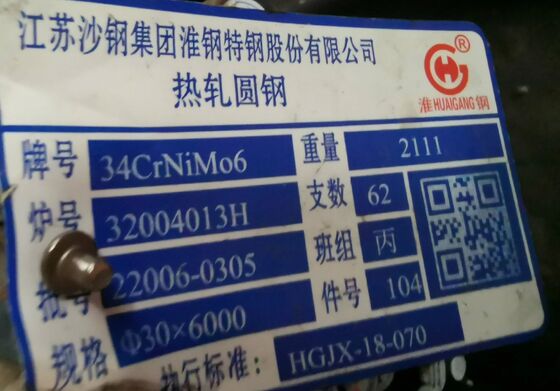 江苏沙钢集团淮钢特钢股份有限公司
热轧圆钢
®
淮HUAIGANG钢
牌号 34CrNiMo6 重量 2111
炉号 32004013H 支数 62
批号 22006-0305 班组 丙
规格 Φ30×6000 件号 104
执行标准: HGJX-18-070